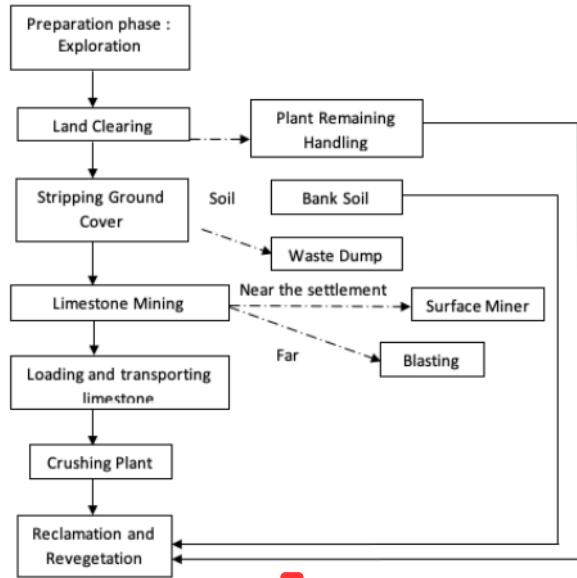 Preparation phase :
Exploration
Land Clearing
Plant Remaining
Handling
Stripping Ground
Cover
Soil
Bank Soil
Waste Dump
Limestone Mining
Near the settlement
Surface Miner
Far
Blasting
Loading and transporting
limestone
Crushing Plant
Reclamation and
Revegetation